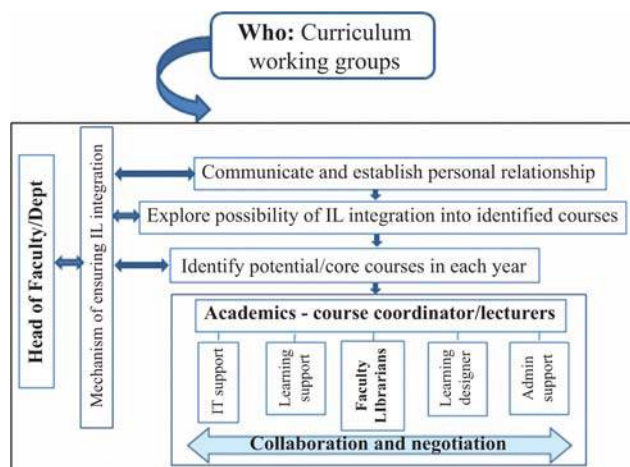 Who: Curriculum
working groups
Head of Faculty/Dept
Mechanism of ensuring IL integration
Communicate and establish personal relationship
Explore possibility of IL integration into identified courses
Identify potential/core courses in each year
Academics - course coordinator/lecturers
IT support
Learning
support
Faculty
LIbrarians
Learning
designer
Admin
support
Collaboration and negotiation